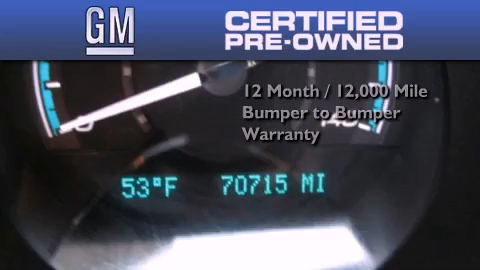 GM
CERTIFIED
PRE-OWNED
12 Month / 12,000 Mile
Bumper to Bumper
Warranty
53°F 70715 MI